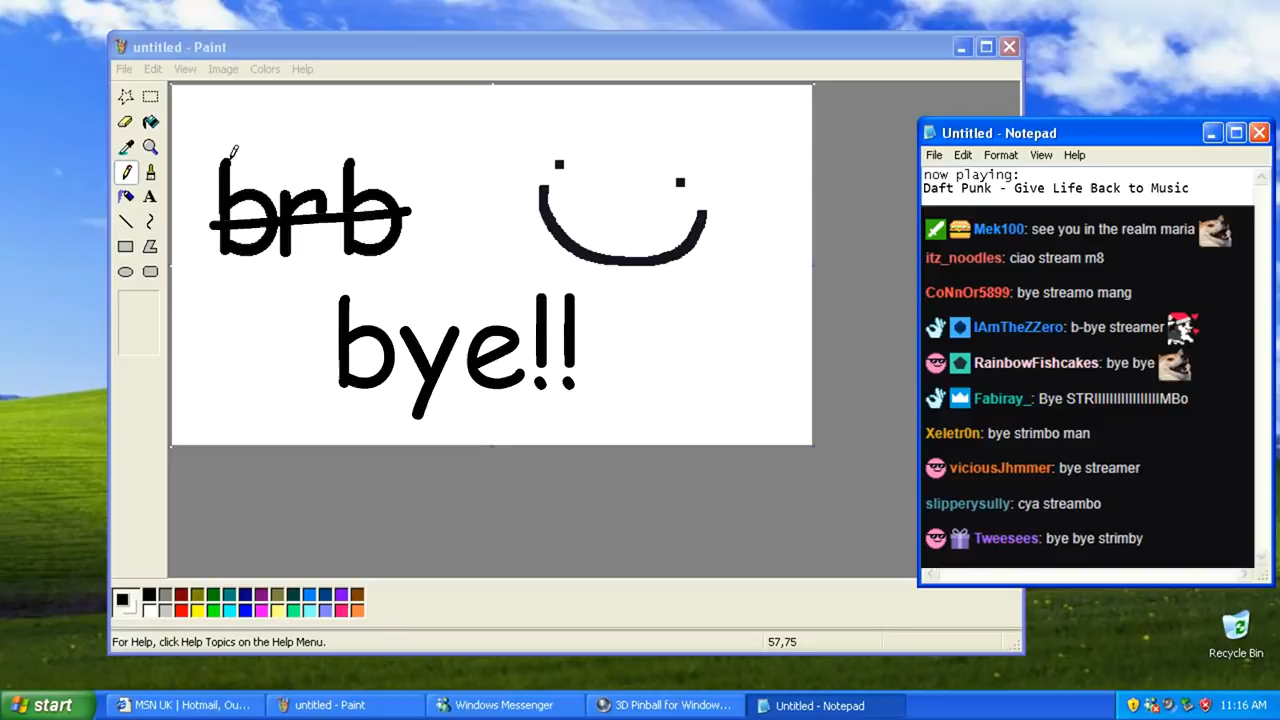 untitled - Paint
File Edit View Image Colors Help
brb
bye!!
For Help, click Help Topics on the Help Menu.
57,75
Untitled - Notepad
File Edit Format View Help
now playing:
Daft Punk - Give Life Back to Music
Mek100: see you in the realm maria
itz_noodles: ciao stream m8
CoNnOr5899: bye streamo mang
IAmTheZZero: b-bye streamer
RainbowFishcakes: bye bye
Fabiray_: Bye STRIIIIIIIIIIIIIIIIIMBo
Xeletr0n: bye strimbo man
viciousJhmmer: bye streamer
slipperysully: cya streambo
Tweesees: bye bye strimby
Recycle Bin
start
MSN UK | Hotmail, Ou...
untitled - Paint
Windows Messenger
3D Pinball for Window...
Untitled - Notepad
11:16 AM